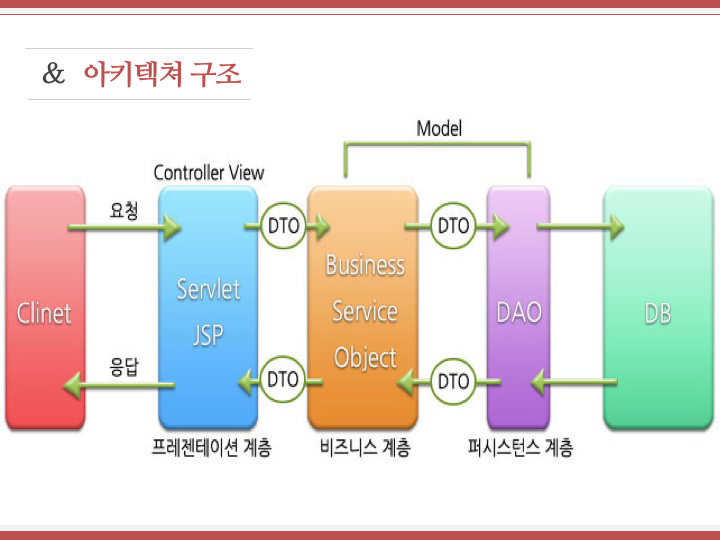 & 아키텍쳐 구조
Model
Controller View
요청
DTO
DTO
Clinet
Servlet
JSP
Business
Service
Object
DAO
DB
응답
DTO
DTO
프레젠테이션 계층
비즈니스 계층
퍼시스턴스 계층